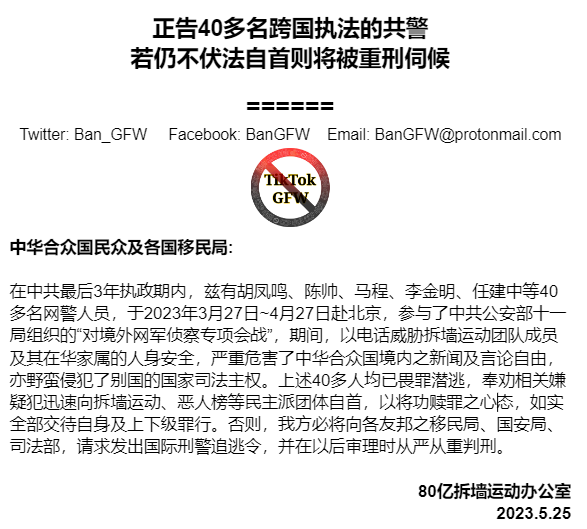 正告40多名跨国执法的共警
若仍不伏法自首则将被重刑伺候
======
Twitter: Ban_GFW Facebook: BanGFW Email: BanGFW@protonmail.com
TikTok
GFW
中华合众国民众及各国移民局:
在中共最后3年执政期内，兹有胡凤鸣、陈帅、马程、李金明、任建中等40
多名网警人员，于2023年3月27日~4月27日赴北京，参与了中共公安部十一
局组织的“对境外网军侦察专项会战”，期间，以电话威胁拆墙运动团队成员
及其在华家属的人身安全，严重危害了中华合众国境内之新闻及言论自由，
亦野蛮侵犯了别国的国家司法主权。上述40多人均已畏罪潜逃，奉劝相关嫌
疑犯迅速向拆墙运动、恶人榜等民主派团体自首，以将功赎罪之心态，如实
全部交待自身及上下级罪行。否则，我方必将向各友邦之移民局、国安局、
司法部，请求发出国际刑警追逃令，并在以后审理时从严从重判刑。
80亿拆墙运动办公室
2023.5.25